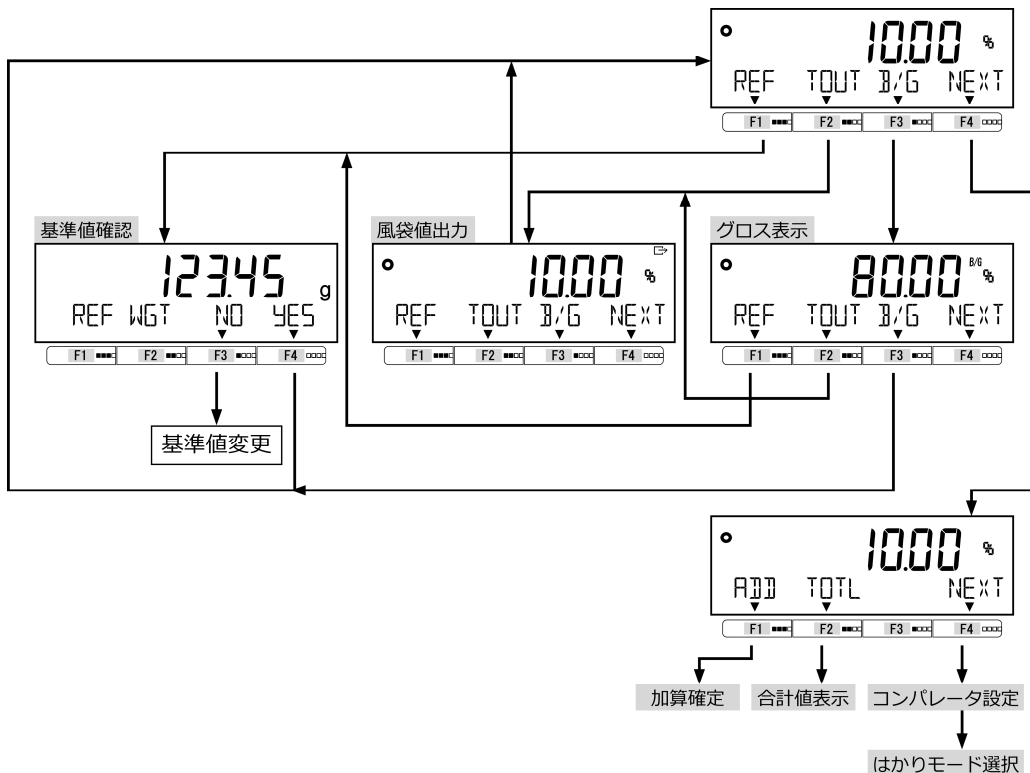 10.00 %
REF TOUT B/G NEXT
F1 F2 F3 F4
基準値確認
123.45 g
REF WGT NO YES
F1 F2 F3 F4
基準値変更
風袋値出力
10.00 %
REF TOUT B/G NEXT
F1 F2 F3 F4
グロス表示
80.00 B/G %
REF TOUT B/G NEXT
F1 F2 F3 F4
10.00 %
ADD TOTL NEXT
F1 F2 F3 F4
加算確定
合計値表示
コンパレータ設定
はかりモード選択